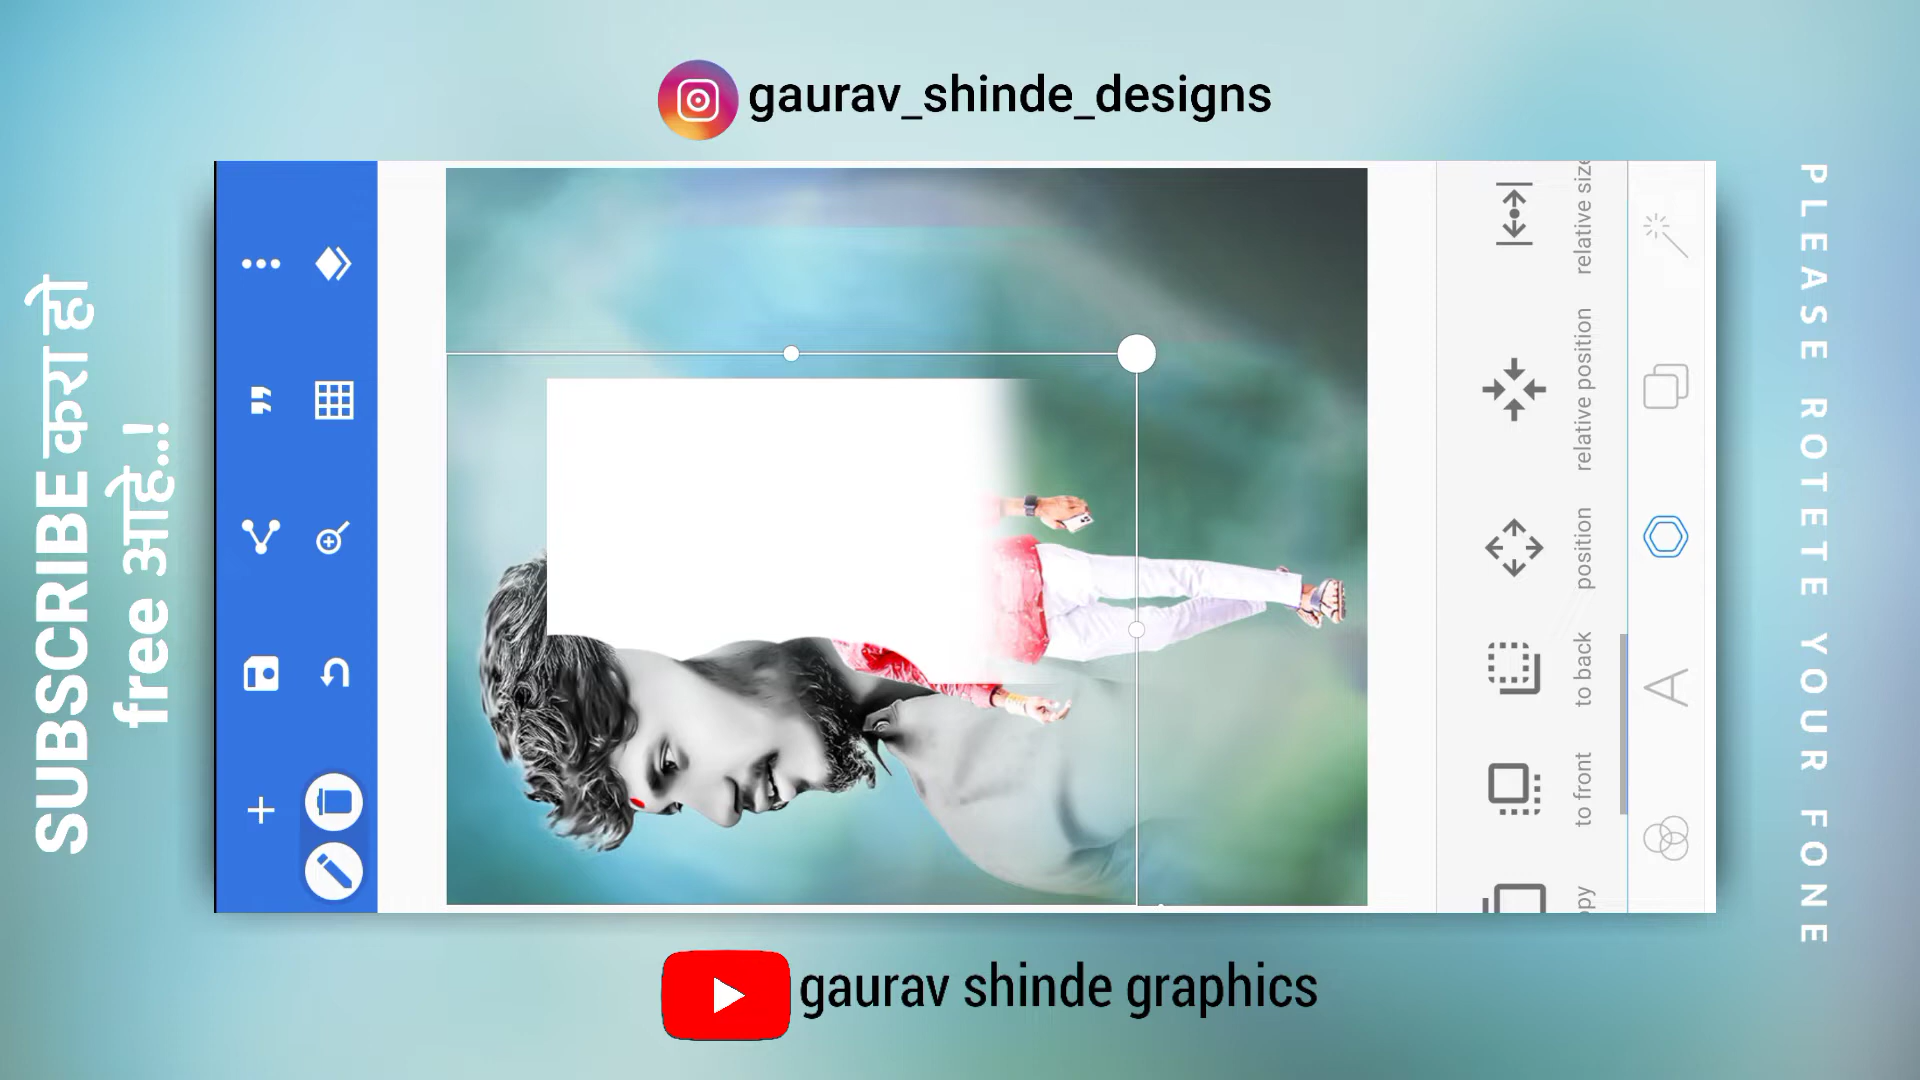 gaurav_shinde_designs
SUBSCRIBE करा हो
free आहे..!
relative size
relative position
position
to back
to front
PLEASE ROTETE YOUR FONE
gaurav shinde graphics